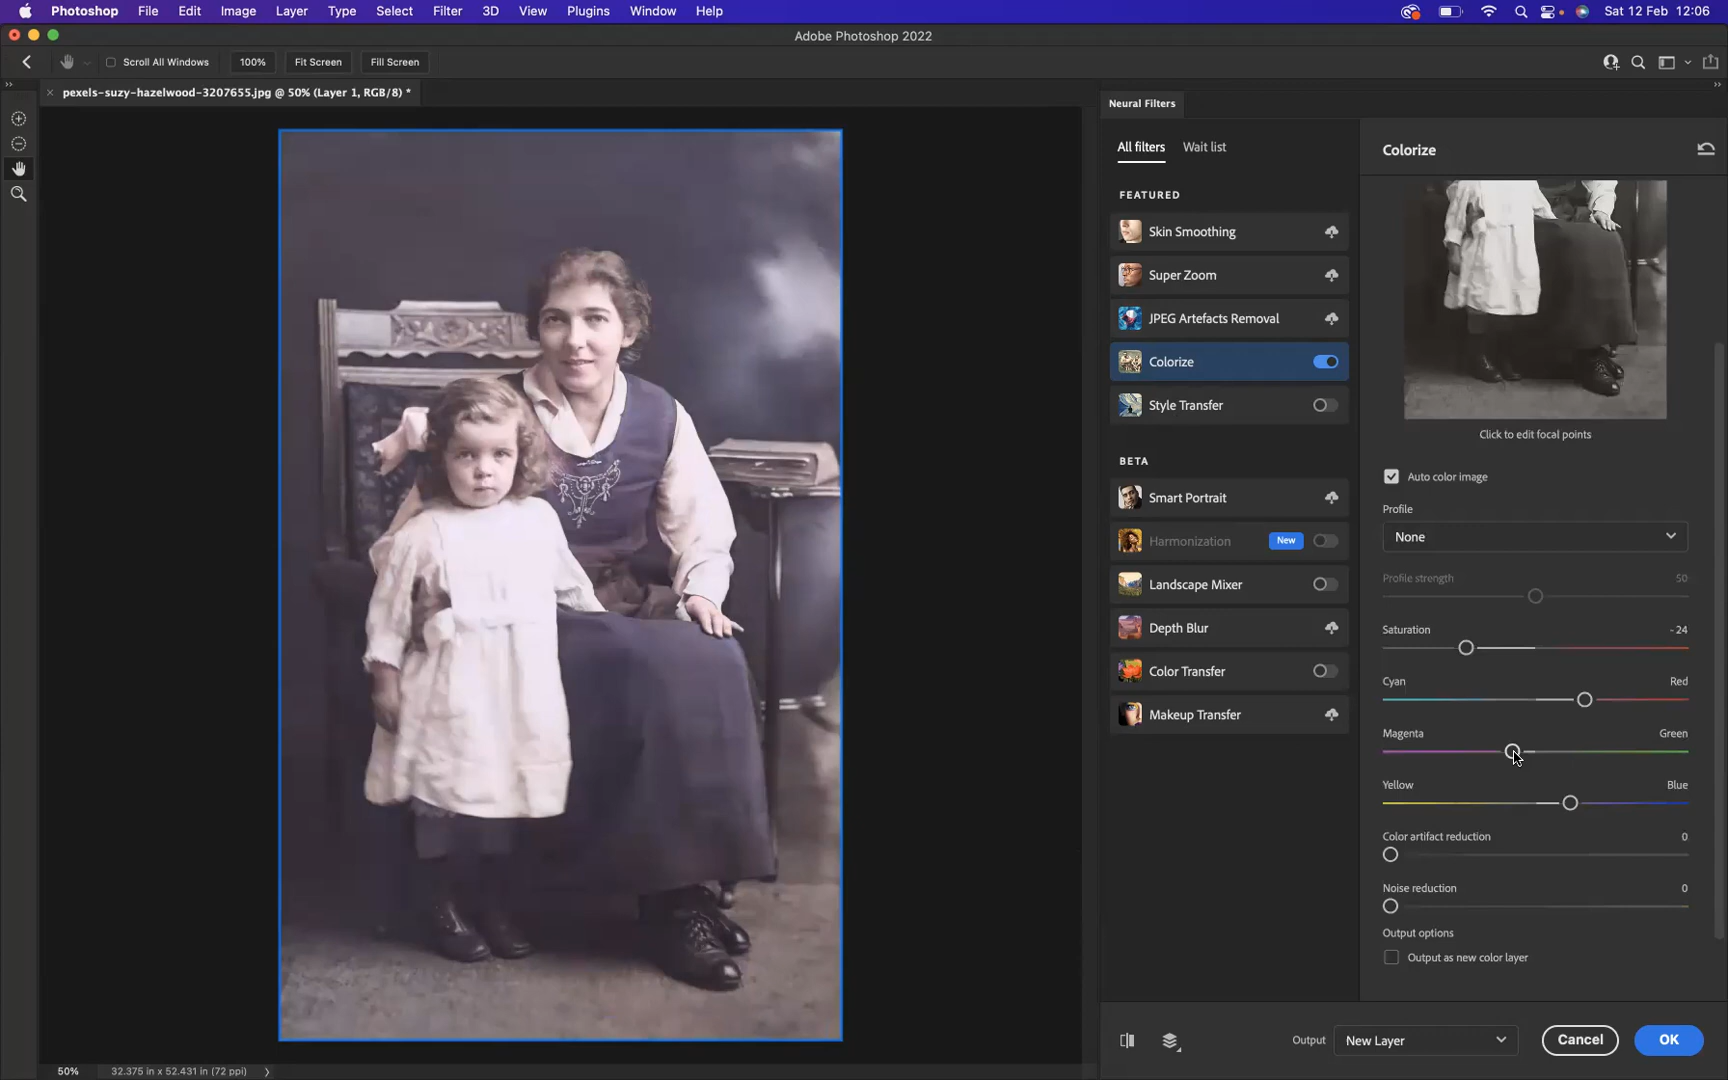 Photoshop File Edit Image Layer Type Select Filter 3D View Plugins Window Help Sat 12 Feb 12:06
Adobe Photoshop 2022
Scroll All Windows 100% Fit Screen Fill Screen
pexels-suzy-hazelwood-3207655.jpg @ 50% (Layer 1, RGB/8) *
Neural Filters
All filters Wait list
FEATURED
Skin Smoothing
Super Zoom
JPEG Artefacts Removal
Colorize
Style Transfer
BETA
Smart Portrait
Harmonization New
Landscape Mixer
Depth Blur
Color Transfer
Makeup Transfer
Colorize
Click to edit focal points
Auto color image
Profile
None
Profile strength 50
Saturation -24
Cyan Red
Magenta Green
Yellow Blue
Color artifact reduction 0
Noise reduction 0
Output options
Output as new color layer
Output New Layer Cancel OK
50% 32.375 in x 52.431 in (72 ppi)